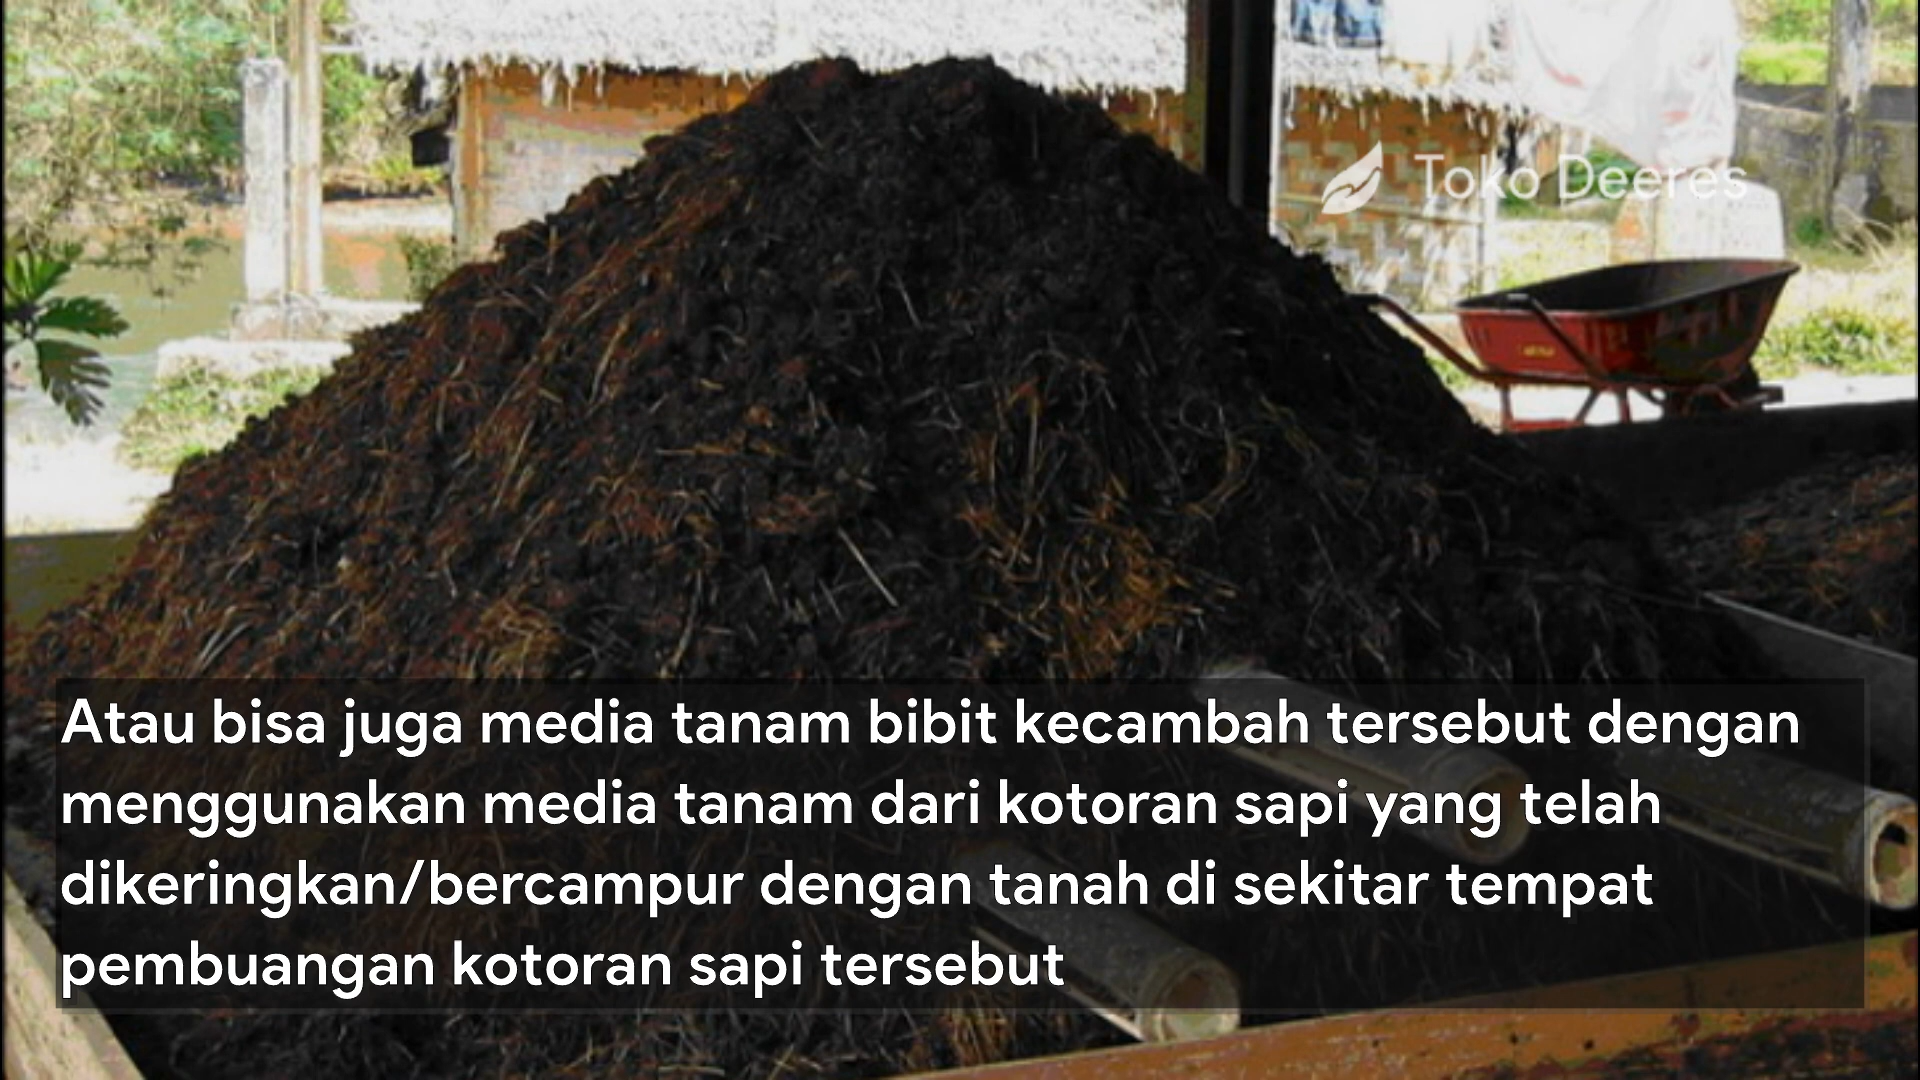 Toko Deeres
Atau bisa juga media tanam bibit kecambah tersebut dengan
menggunakan media tanam dari kotoran sapi yang telah
dikeringkan/bercampur dengan tanah di sekitar tempat
pembuangan kotoran sapi tersebut